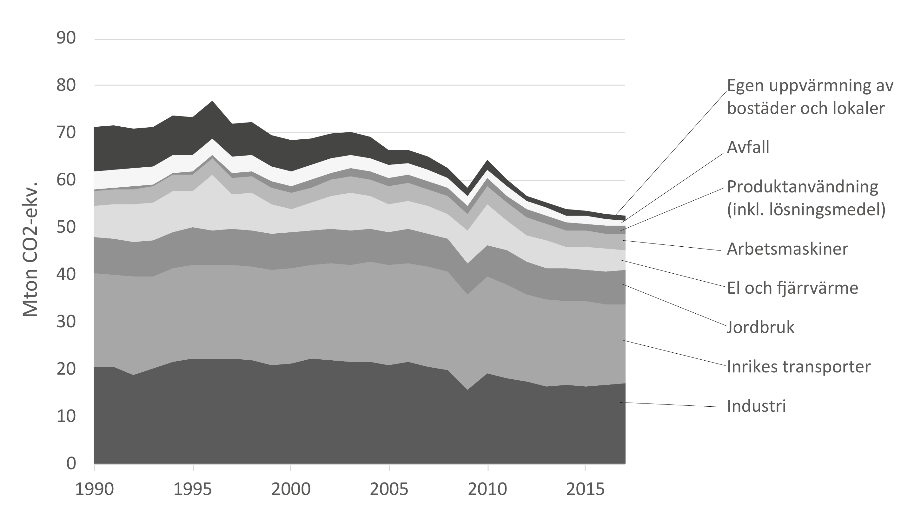 90
80
70
60
50
40
30
20
10
0
Mton CO2-ekv.
1990
1995
2000
2005
2010
2015
Egen uppvärmning av
bostäder och lokaler
Avfall
Produktanvändning
(inkl. lösningsmedel)
Arbetsmaskiner
El och fjärrvärme
Jordbruk
Inrikes transporter
Industri